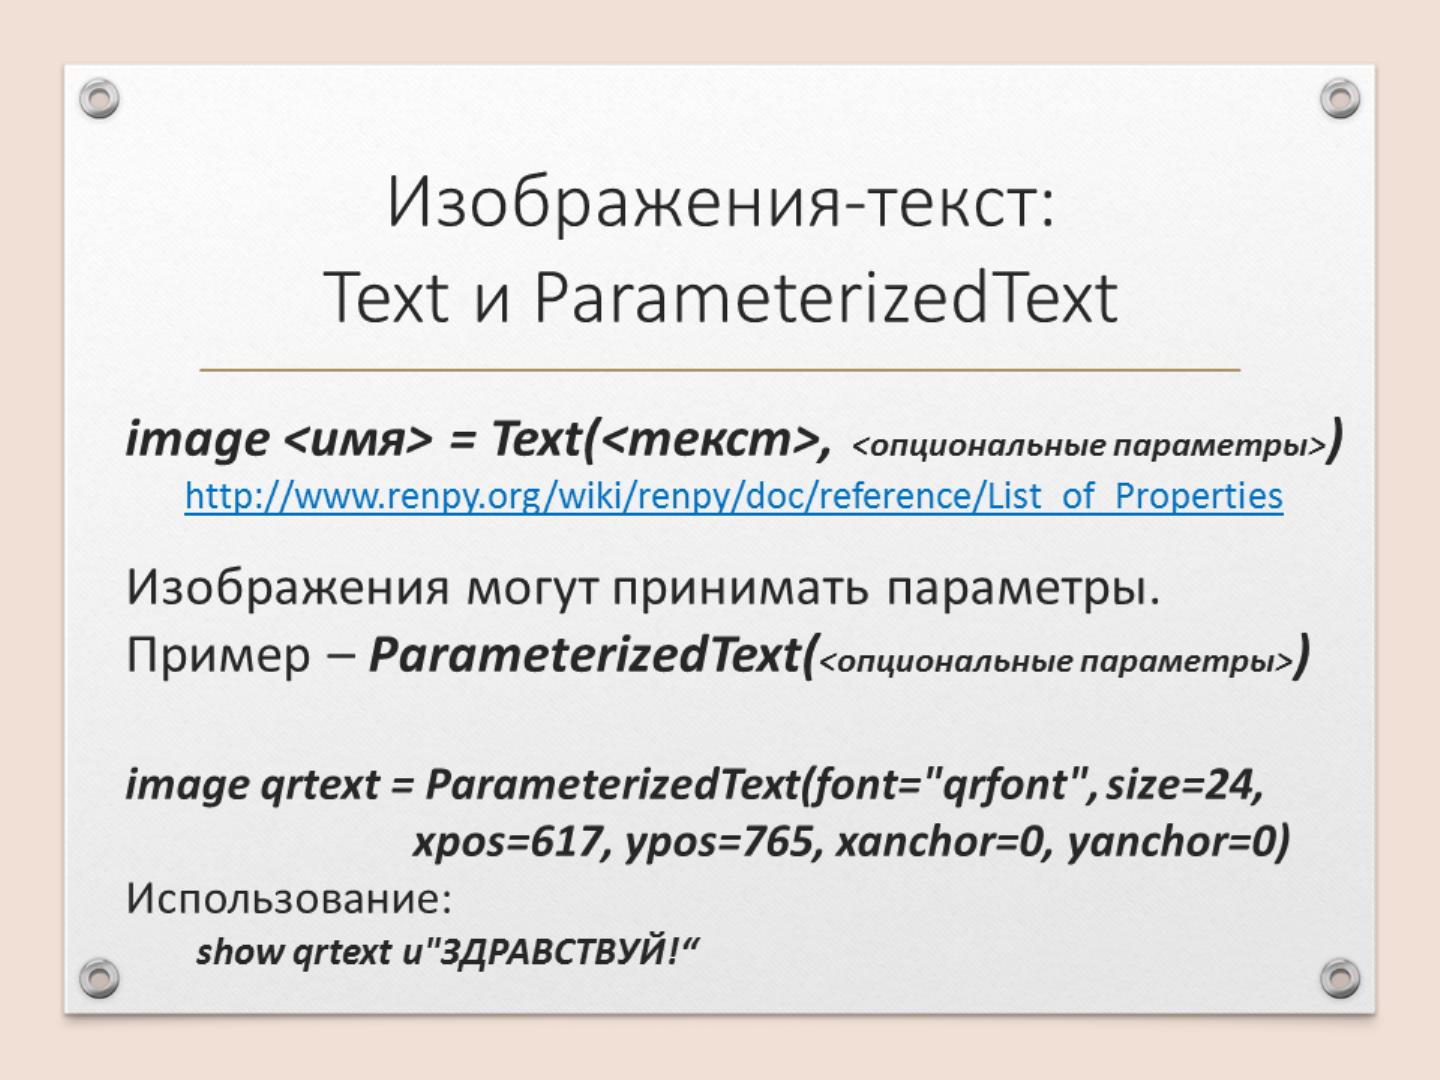 Изображения-текст:
Text и ParameterizedText
image <имя> = Text(<текст>, <опциональные параметры>)
http://www.renpy.org/wiki/renpy/doc/reference/List_of_Properties
Изображения могут принимать параметры.
Пример – ParameterizedText(<опциональные параметры>)
image qrtext = ParameterizedText(font="qrfont", size=24,
xpos=617, ypos=765, xanchor=0, yanchor=0)
Использование:
show qrtext u"ЗДРАВСТВУЙ!“